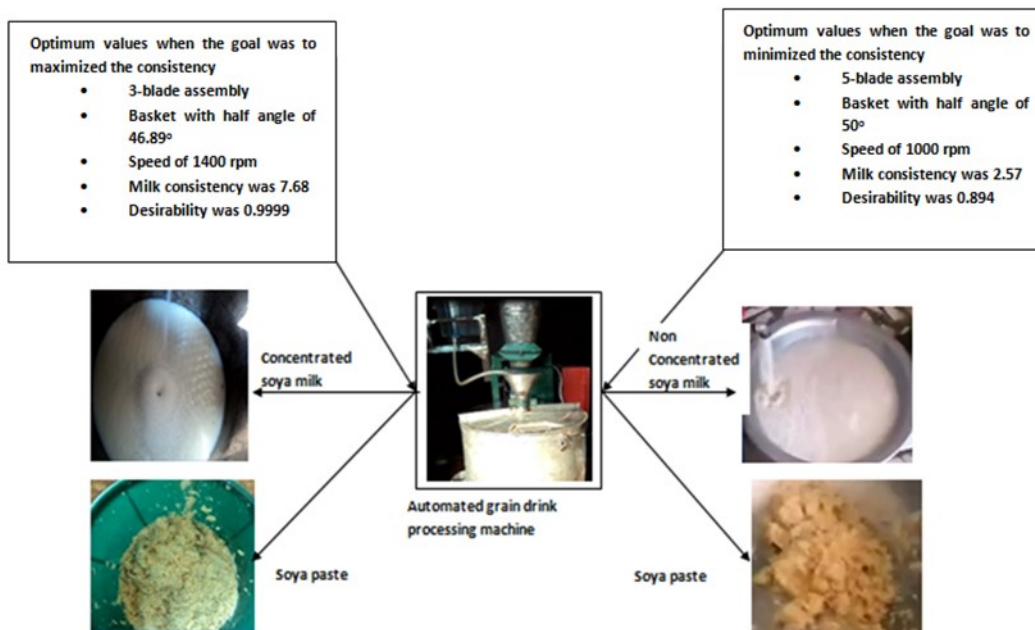 Optimum values when the goal was to
maximized the consistency
• 3-blade assembly
• Basket with half angle of
46.89º
• Speed of 1400 rpm
• Milk consistency was 7.68
• Desirability was 0.9999
Optimum values when the goal was to
minimized the consistency
• 5-blade assembly
• Basket with half angle of
50º
• Speed of 1000 rpm
• Milk consistency was 2.57
• Desirability was 0.894
Concentrated
soya milk
Non
Concentrated
soya milk
Automated grain drink
processing machine
Soya paste
Soya paste